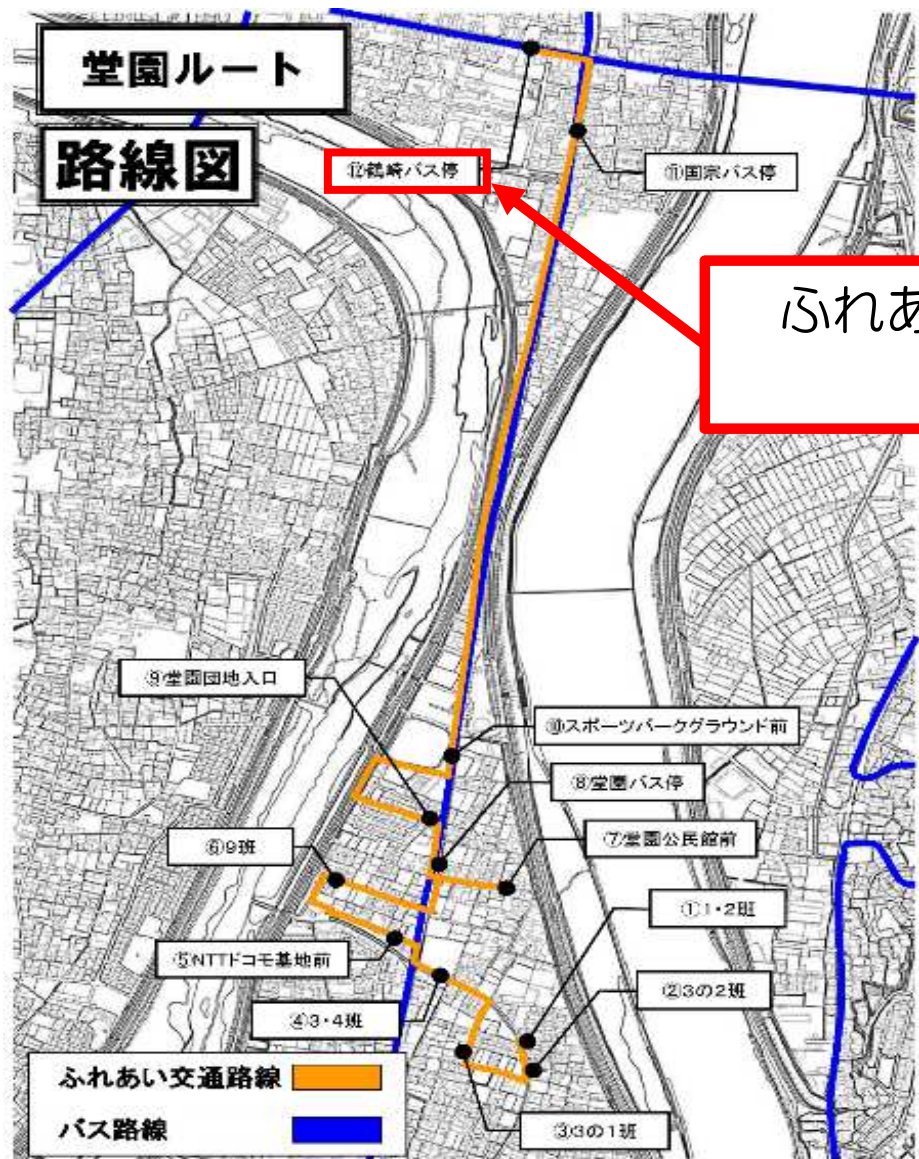 堂園ルート
路線図
⑫鶴崎バス停
⑪国宗バス停
ふれあ
⑨堂園団地入口
⑩スポーツパークグラウンド前
⑧堂園バス停
⑥9班
⑦堂園公民館前
①1・2班
⑤NTTドコモ基地前
②3の2班
④3・4班
ふれあい交通路線
バス路線
③3の1班